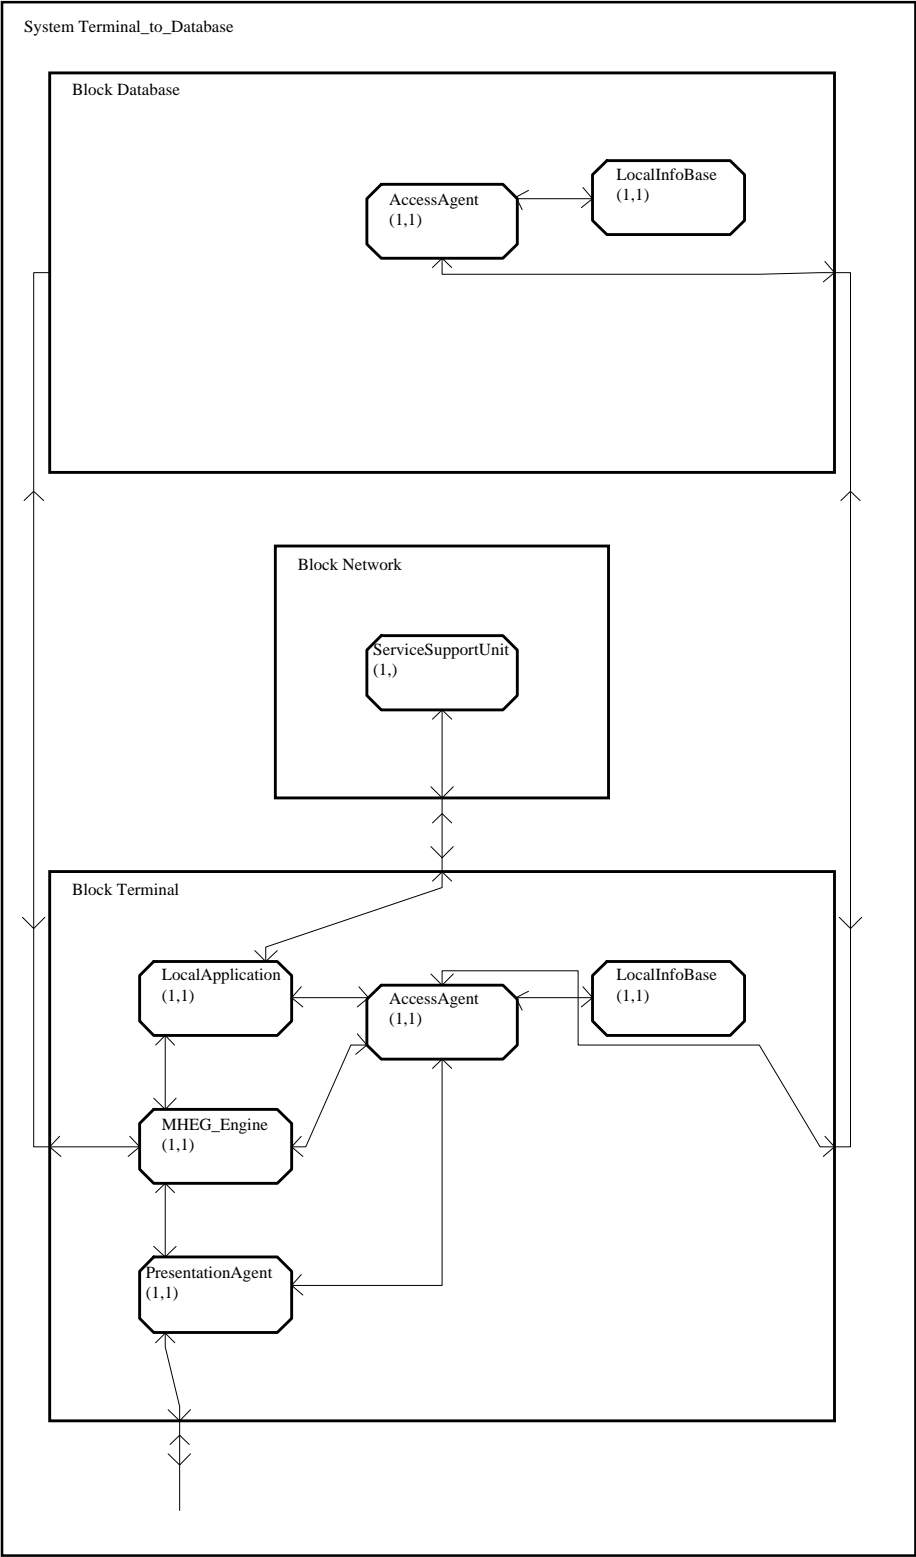 System Terminal_to_Database
Block Database
AccessAgent
(1,1)
LocalInfoBase
(1,1)
Block Network
ServiceSupportUnit
(1,)
Block Terminal
LocalApplication
(1,1)
AccessAgent
(1,1)
LocalInfoBase
(1,1)
MHEG_Engine
(1,1)
PresentationAgent
(1,1)